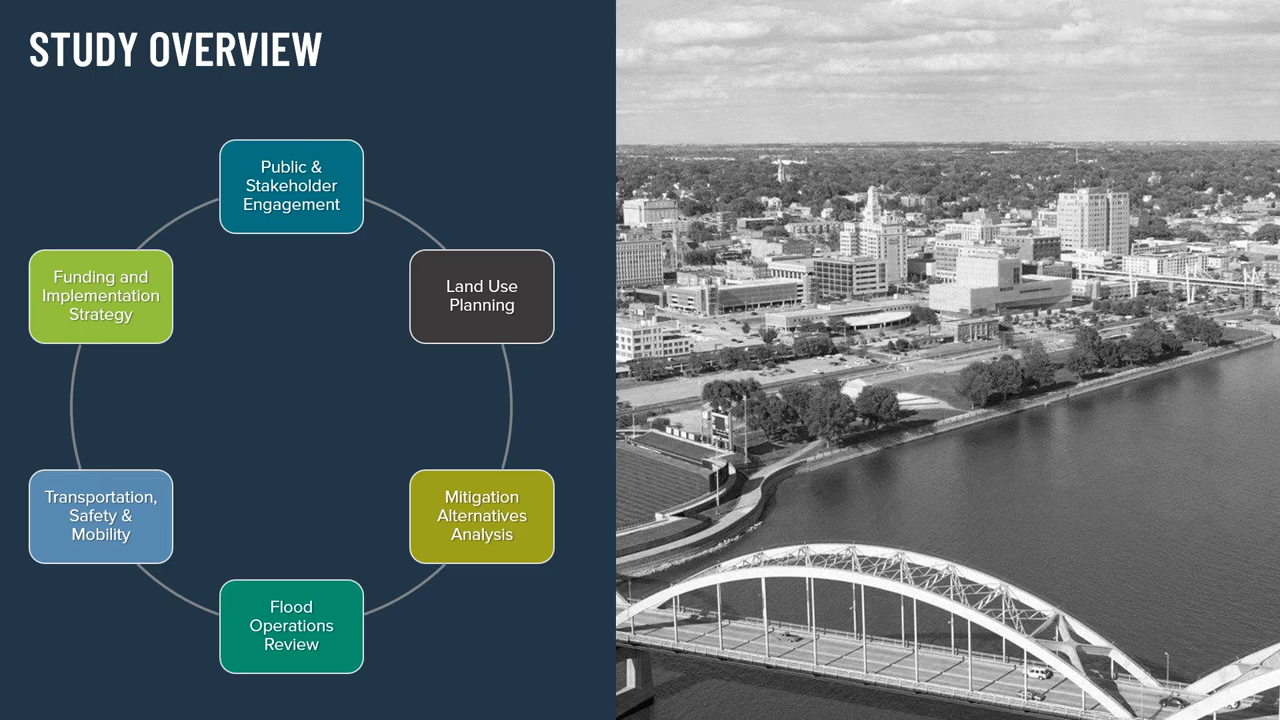 STUDY OVERVIEW
Public &
Stakeholder
Engagement
Land Use
Planning
Mitigation
Alternatives
Analysis
Flood
Operations
Review
Transportation,
Safety &
Mobility
Funding and
Implementation
Strategy